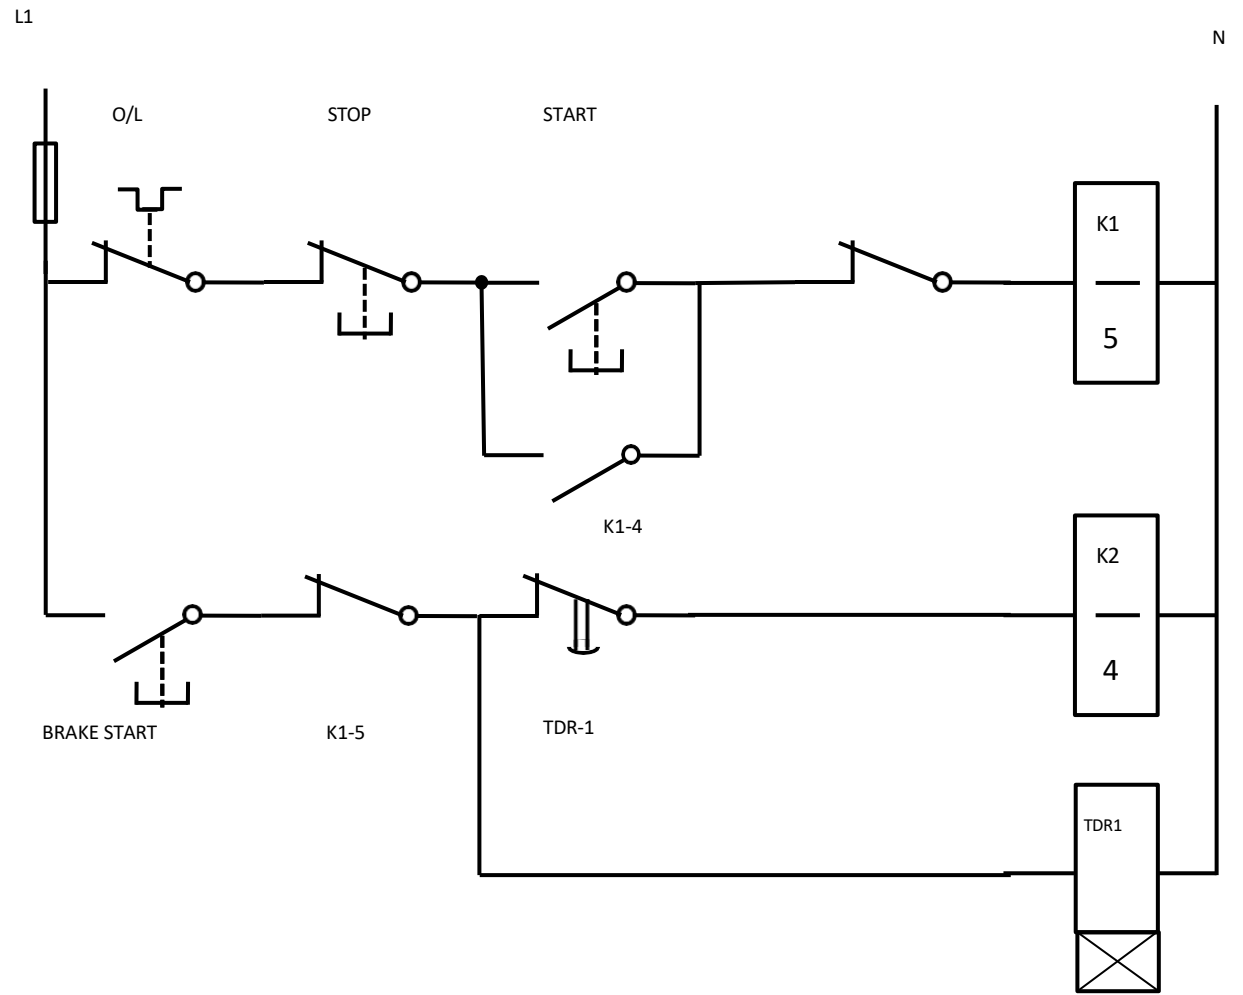 L1
N
O/L
STOP
START
K1
5
K1-4
K2
4
BRAKE START
K1-5
TDR-1
TDR1